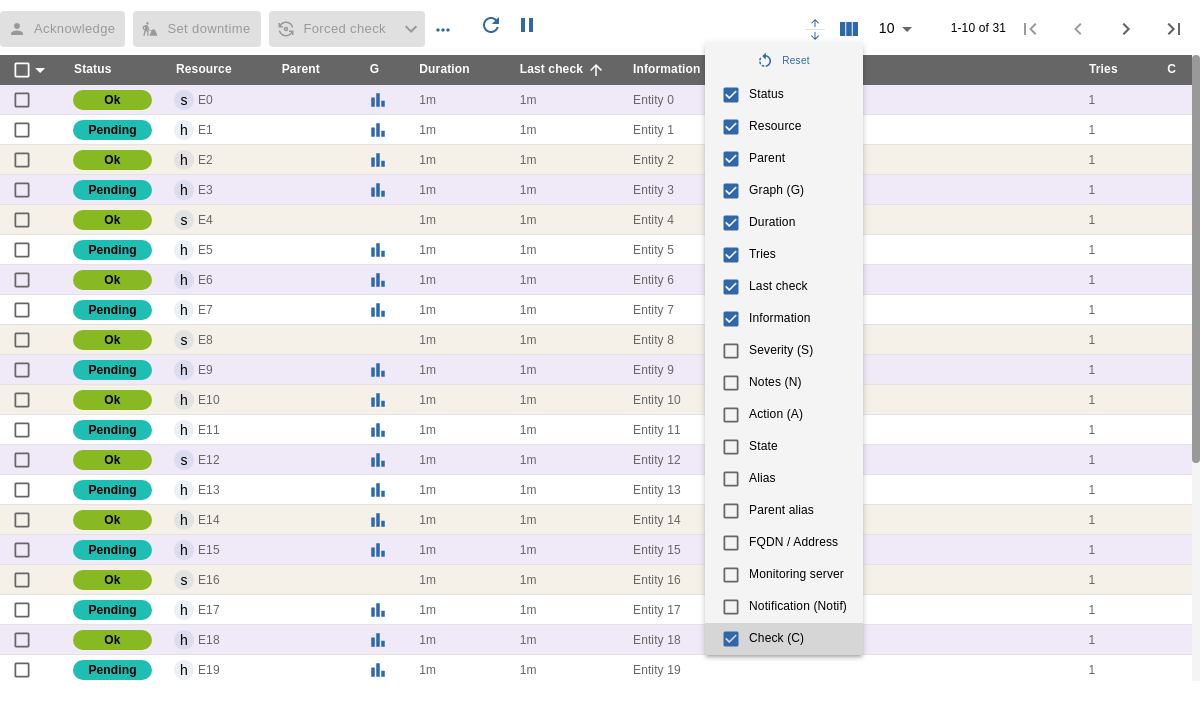 Acknowledge Set downtime Forced check 10 1-10 of 31
Status Resource Parent G Duration Last check Information Tries C
Reset
Status
Resource
Parent
Graph (G)
Duration
Tries
Last check
Information
Severity (S)
Notes (N)
Action (A)
State
Alias
Parent alias
FQDN / Address
Monitoring server
Notification (Notif)
Check (C)
Ok s E0 1m 1m Entity 0 1
Pending h E1 1m 1m Entity 1 1
Ok h E2 1m 1m Entity 2 1
Pending h E3 1m 1m Entity 3 1
Ok s E4 1m 1m Entity 4 1
Pending h E5 1m 1m Entity 5 1
Ok h E6 1m 1m Entity 6 1
Pending h E7 1m 1m Entity 7 1
Ok s E8 1m 1m Entity 8 1
Pending h E9 1m 1m Entity 9 1
Ok h E10 1m 1m Entity 10 1
Pending h E11 1m 1m Entity 11 1
Ok s E12 1m 1m Entity 12 1
Pending h E13 1m 1m Entity 13 1
Ok h E14 1m 1m Entity 14 1
Pending h E15 1m 1m Entity 15 1
Ok s E16 1m 1m Entity 16 1
Pending h E17 1m 1m Entity 17 1
Ok h E18 1m 1m Entity 18 1
Pending h E19 1m 1m Entity 19 1